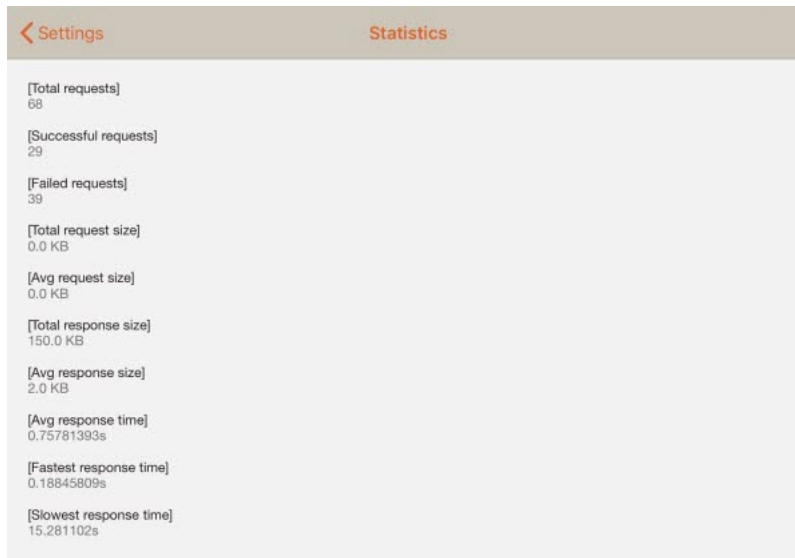 Settings
Statistics
[Total requests]
68
[Successful requests]
29
[Failed requests]
39
[Total request size]
0.0 KB
[Avg request size]
0.0 KB
[Total response size]
150.0 KB
[Avg response size]
2.0 KB
[Avg response time]
0.75781393s
[Fastest response time]
0.18845809s
[Slowest response time]
15.281102s